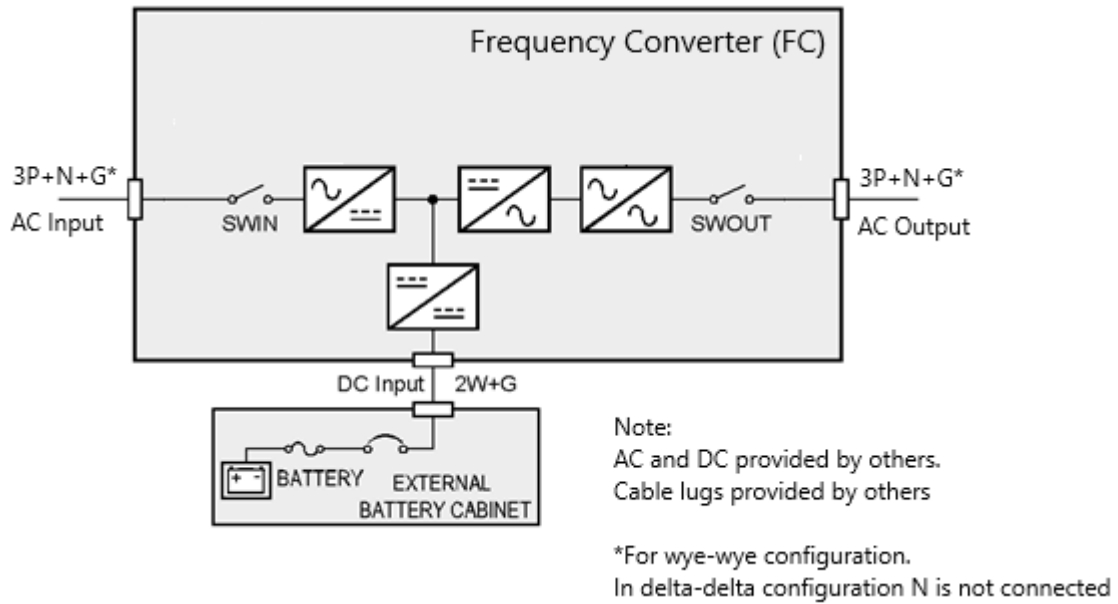 Frequency Converter (FC)
3P+N+G*
AC Input
SWIN
SWOUT
3P+N+G*
AC Output
DC Input
2W+G
BATTERY
EXTERNAL
BATTERY CABINET
Note:
AC and DC provided by others.
Cable lugs provided by others
*For wye-wye configuration.
In delta-delta configuration N is not connected